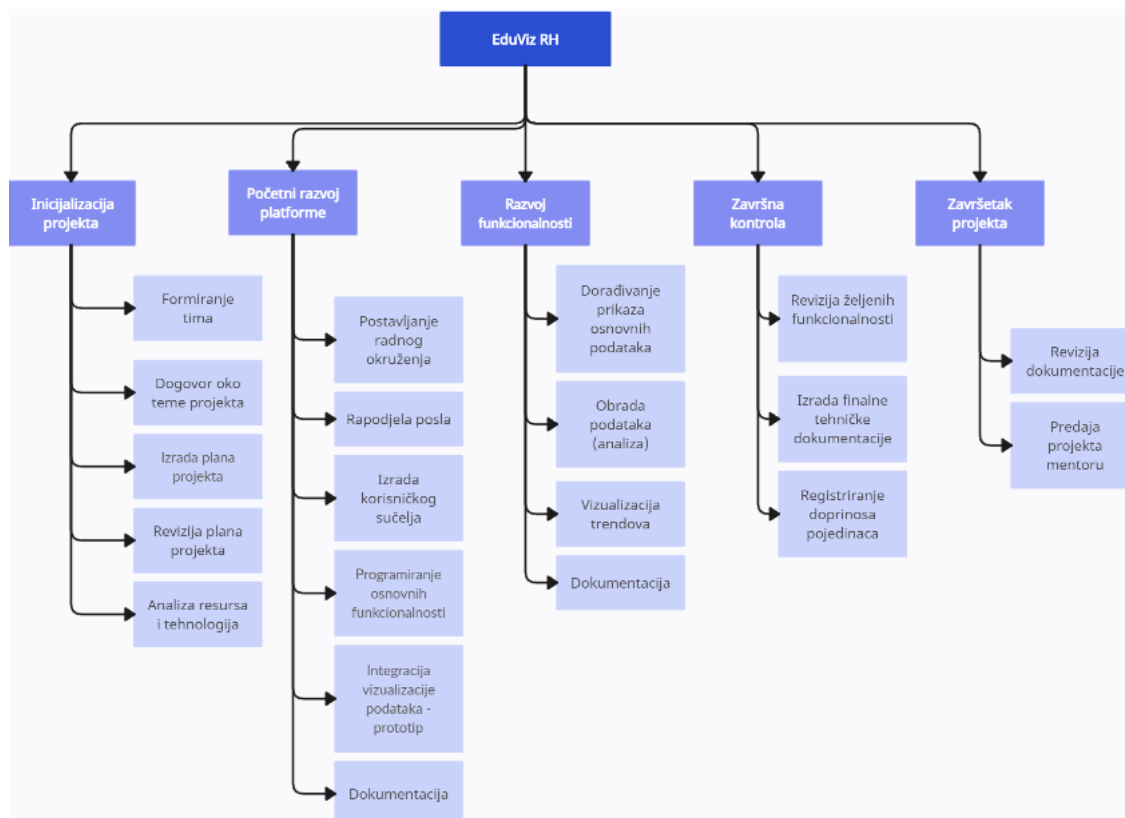 EduViz RH
Inicijalizacija
projekta
Formiranje
tima
Dogovor oko
teme projekta
Izrada plana
projekta
Revizija plana
projekta
Analiza resursa
i tehnologija
Početni razvoj
platforme
Postavljanje
radnog
okruženja
Rapodjela posla
Izrada
korisničkog
sučelja
Programiranje
osnovnih
funkcionalnosti
Integracija
vizualizacije
podataka -
prototip
Dokumentacija
Razvoj
funkcionalnosti
Dorađivanje
prikaza
osnovnih
podataka
Obrada
podataka
(analiza)
Vizualizacija
trendova
Dokumentacija
Završna
kontrola
Revizija željenih
funkcionalnosti
Izrada finalne
tehničke
dokumentacije
Registriranje
doprinosa
pojedinaca
Završetak
projekta
Revizija
dokumentacije
Predaja
projekta
mentoru